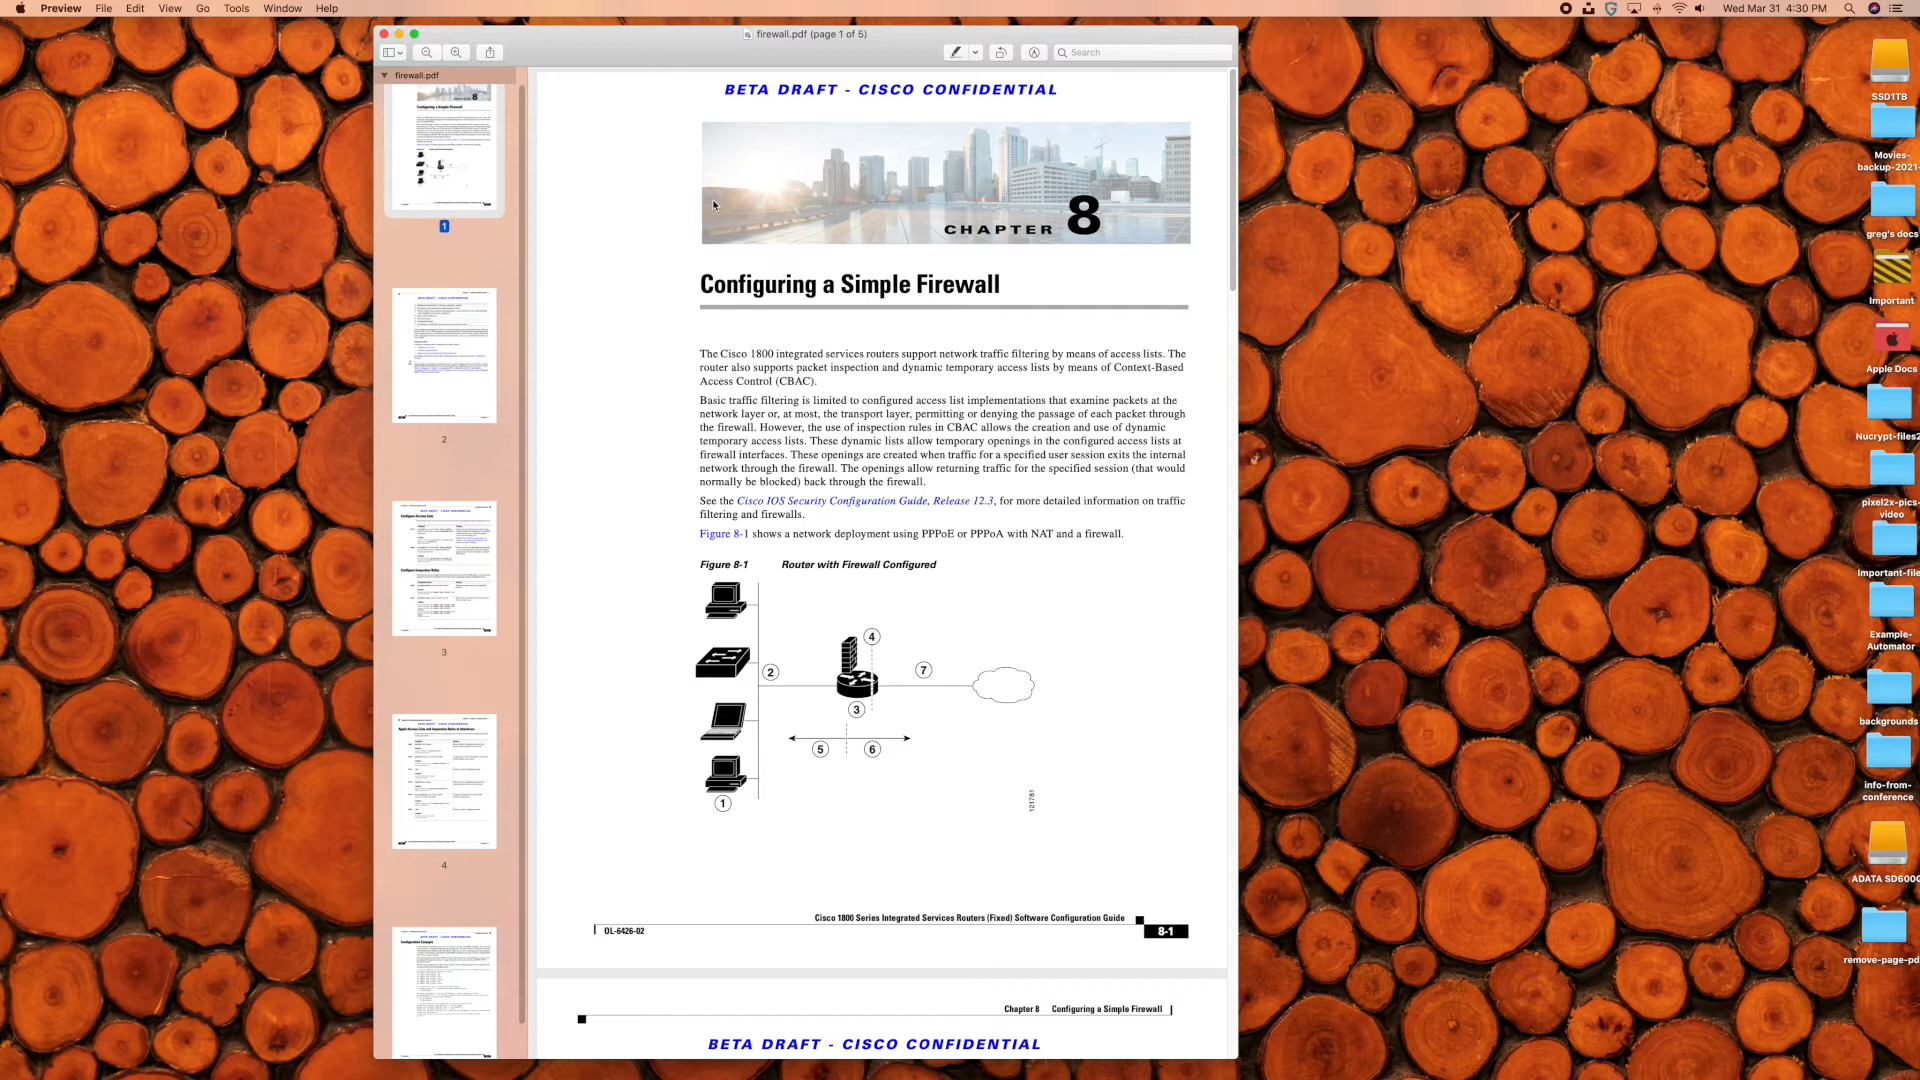 Preview File Edit View Go Tools Window Help
Wed Mar 31 4:30 PM
firewall.pdf (page 1 of 5)
Search
firewall.pdf
1
2
3
4
BETA DRAFT - CISCO CONFIDENTIAL
CHAPTER 8
Configuring a Simple Firewall
The Cisco 1800 integrated services routers support network traffic filtering by means of access lists. The
router also supports packet inspection and dynamic temporary access lists by means of Context-Based
Access Control (CBAC).
Basic traffic filtering is limited to configured access list implementations that examine packets at the
network layer or, at most, the transport layer, permitting or denying the passage of each packet through
the firewall. However, the use of inspection rules in CBAC allows the creation and use of dynamic
temporary access lists. These dynamic lists allow temporary openings in the configured access lists at
firewall interfaces. These openings are created when traffic for a specified user session exits the internal
network through the firewall. The openings allow returning traffic for the specified session (that would
normally be blocked) back through the firewall.
See the Cisco IOS Security Configuration Guide, Release 12.3, for more detailed information on traffic
filtering and firewalls.
Figure 8-1 shows a network deployment using PPPoE or PPPoA with NAT and a firewall.
Figure 8-1 Router with Firewall Configured
4
2
7
3
5
6
1
121781
Cisco 1800 Series Integrated Services Routers (Fixed) Software Configuration Guide
OL-6426-02
8-1
Chapter 8 Configuring a Simple Firewall
BETA DRAFT - CISCO CONFIDENTIAL
SSD1TB
Movies-
backup-2021-
greg's docs
Important
Apple Docs
Nucrypt-files2
pixel2x-pics-
video
Important-file
Example-
Automator
backgrounds
info-from-
conference
ADATA SD600
remove-page-pd